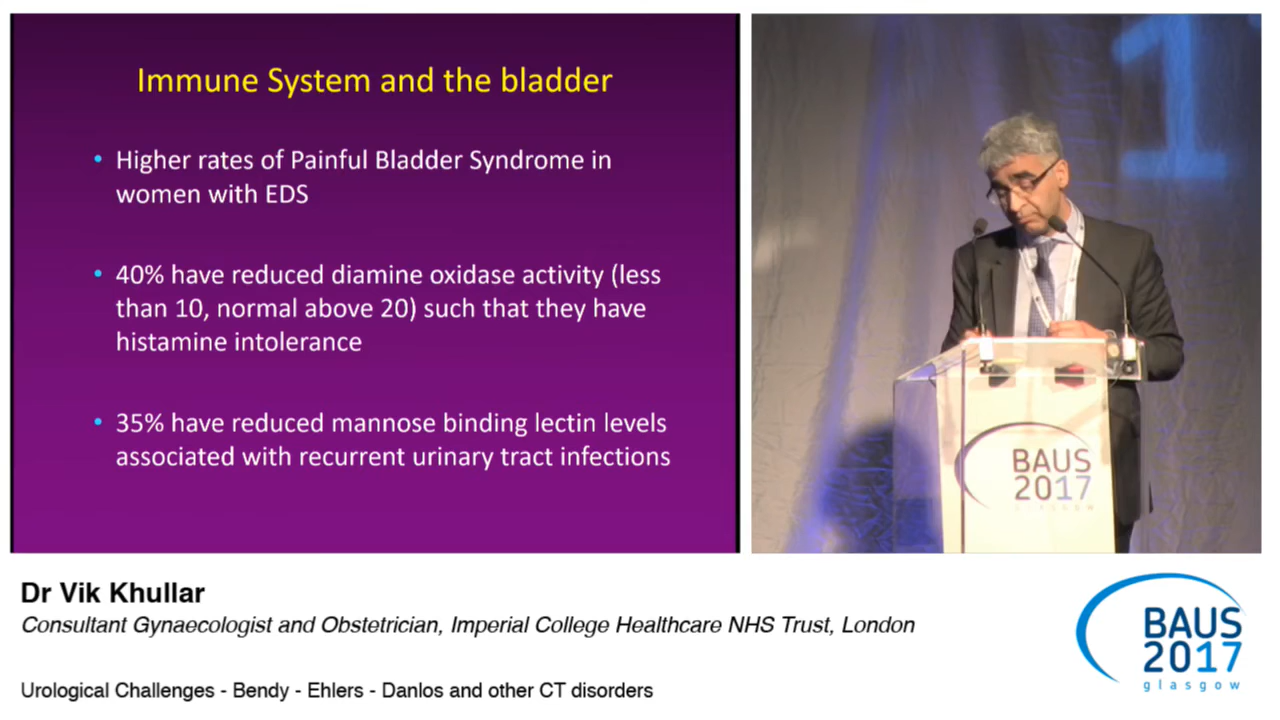 Immune System and the bladder
• Higher rates of Painful Bladder Syndrome in
women with EDS
• 40% have reduced diamine oxidase activity (less
than 10, normal above 20) such that they have
histamine intolerance
• 35% have reduced mannose binding lectin levels
associated with recurrent urinary tract infections
1
BAUS
2017
GLASGOW
Dr Vik Khullar
Consultant Gynaecologist and Obstetrician, Imperial College Healthcare NHS Trust, London
Urological Challenges - Bendy - Ehlers - Danlos and other CT disorders
BAUS
2017
glasgow